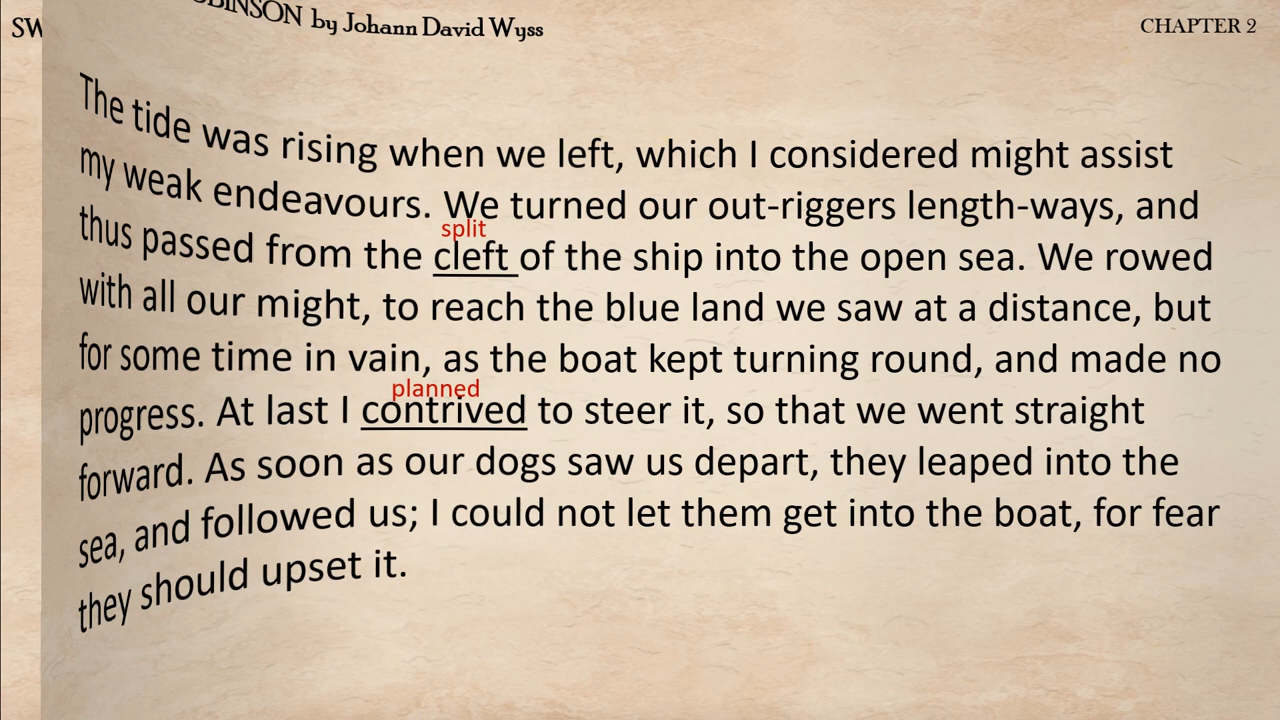 SW
OBINSON by Johann David Wyss
CHAPTER 2
The tide was rising when we left, which I considered might assist
my weak endeavours. We turned our out-riggers length-ways, and
split
thus passed from the cleft of the ship into the open sea. We rowed
with all our might, to reach the blue land we saw at a distance, but
for some time in vain, as the boat kept turning round, and made no
planned
progress. At last I contrived to steer it, so that we went straight
forward. As soon as our dogs saw us depart, they leaped into the
sea, and followed us; I could not let them get into the boat, for fear
they should upset it.